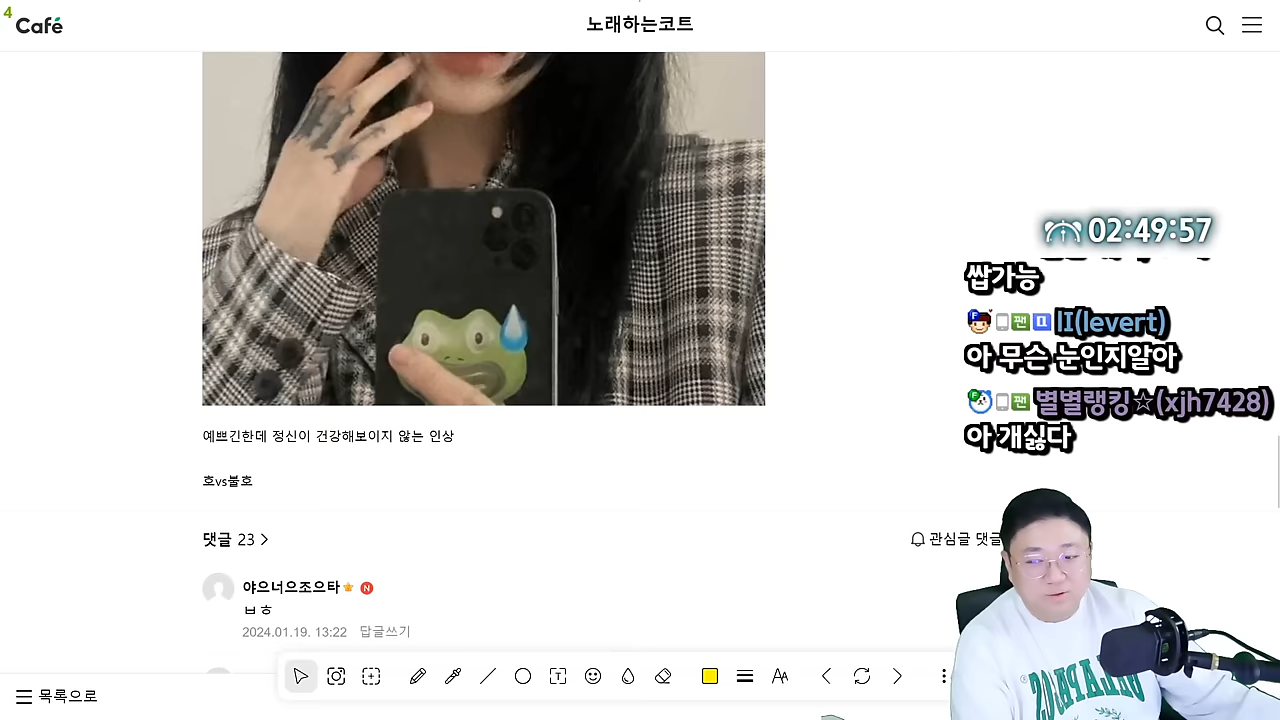 4
Café
노래하는코트
02:49:57
쌉가능
lI(levert)
아 무슨 눈인지알아
별별랭킹☆(xjh7428)
아 개싫다
예쁘긴한데 정신이 건강해보이지 않는 인상
흐vs불호
댓글 23
관심글 댓글
야으너으조으타
N
ㅂㅎ
2024.01.19. 13:22 답글쓰기
목록으로